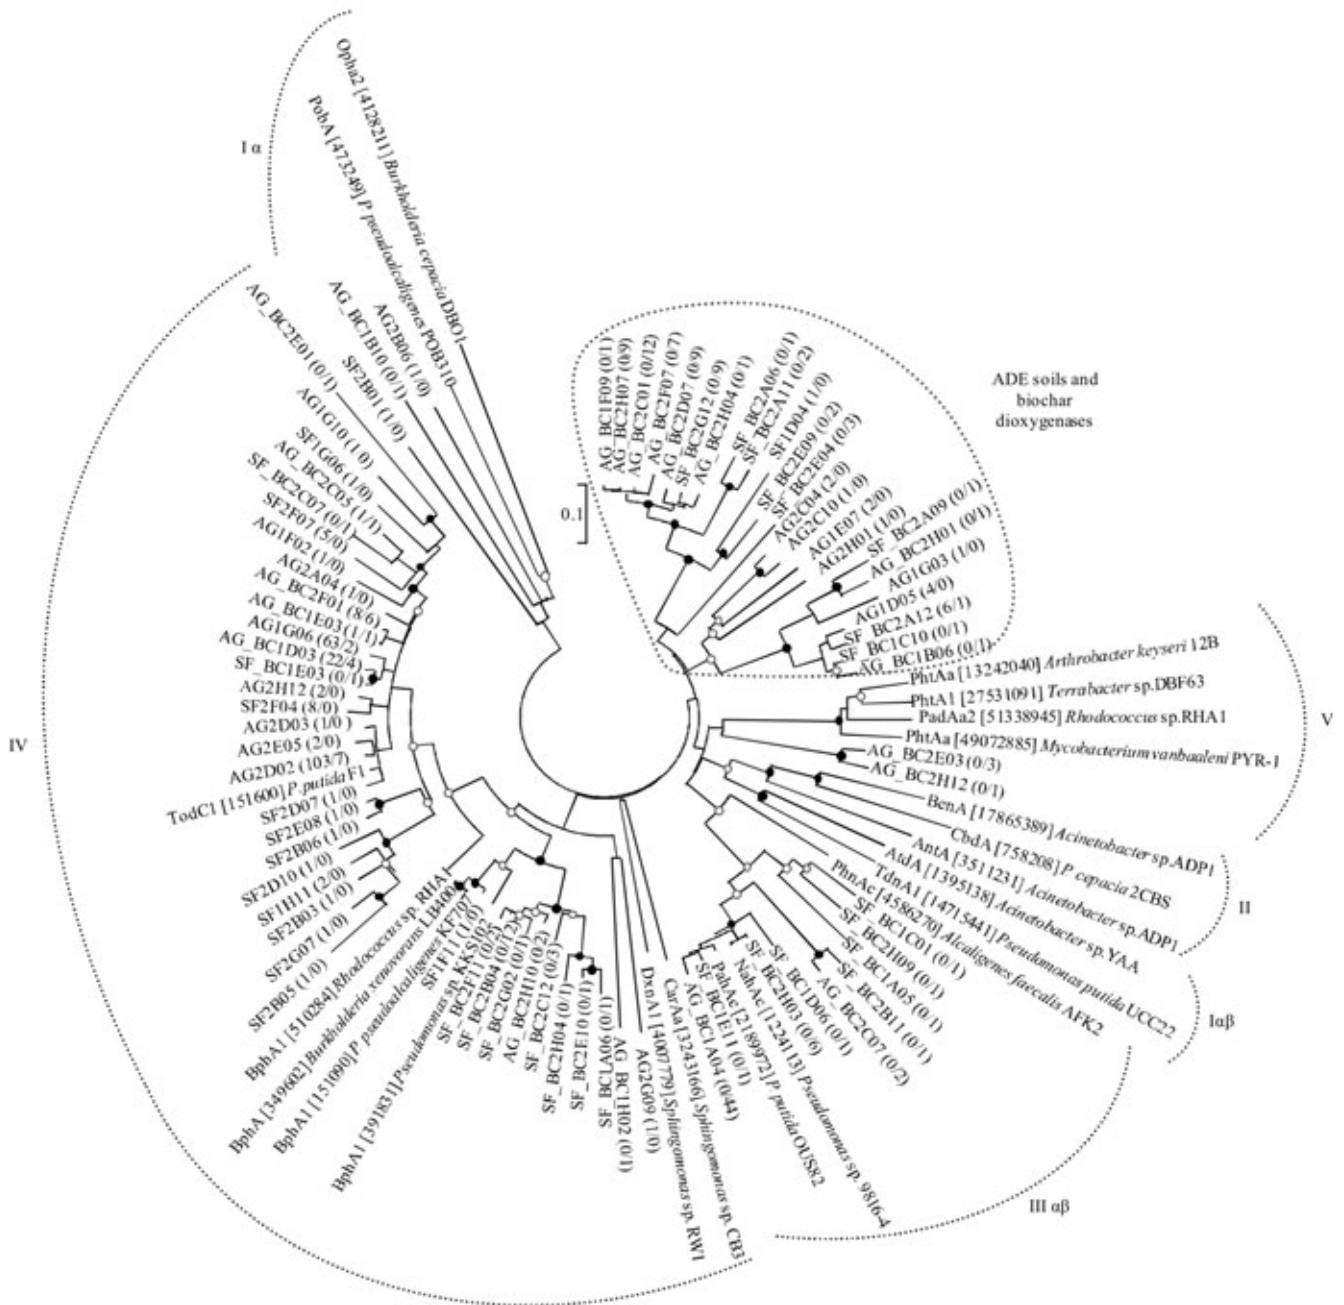 I α
Opha2 [4128211] Burkholderia cepacia DBO1
PobA [473249] P. pseudoalcaligenes POB310
AG2B06 (1/0)
AG_BC1B10 (0/1)
SF2B01 (1/0)
AG_BC2E01 (0/1)
AG1G10 (1/0)
SF1G06 (1/0)
AG_BC2C05 (1/1)
SF_BC2C07 (0/1)
SF2F07 (5/0)
AG1F02 (1/0)
AG2A04 (1/0)
AG_BC2F01 (8/6)
AG_BC1E03 (1/1)
AG1G06 (63/2)
AG_BC1D03 (22/4)
SF_BC1E03 (0/1)
AG2H12 (2/0)
SF2F04 (8/0)
AG2D03 (1/0)
AG2E05 (2/0)
AG2D02 (103/7)
TodC1 [151600] P. putida F1
SF2D07 (1/0)
SF2E08 (1/0)
SF2B06 (1/0)
SF2D10 (1/0)
SF1H11 (2/0)
SF2B03 (1/0)
SF2G07 (1/0)
SF2B05 (1/0)
BphA1 [510284] Rhodococcus sp. RHA1
BphA [349602] Burkholderia xenovorans LB400
BphA1 [151090] P. pseudoalcaligenes KF707
SF1F11 (1/0)
BphA1 [391831] Pseudomonas sp. KKS102
SF_BC2F11 (0/25)
SF_BC2B04 (0/12)
SF_BC2G02 (0/1)
AG_BC2H10 (0/2)
SF_BC2C12 (0/3)
SF_BC2H04 (0/1)
SF_BC2E10 (0/1)
SF_BCLA06 (0/1)
AG_BC1H02 (0/1)
AG2G09 (1/0)
DxnA1 [4007779] Sphingomonas sp. RW1
CarAa [3243166] Sphingomonas sp. CB3
IV
AG_BC1A04 (0/44)
SF_BC1E11 (0/1)
PahAc [2189972] P. putida OUS82
NahAc [1224113] Pseudomonas sp. 9816-4
SF_BC2H03 (0/6)
SF_BC1D06 (0/1)
AG_BC2C07 (0/2)
SF_BC2B11 (0/1)
SF_BC1A05 (0/1)
SF_BC2H09 (0/1)
SF_BC1C01 (0/1)
PhnAc [4586270] Alcaligenes faecalis AFK2
III αβ
TdnA1 [14715441] Pseudomonas putida UCC22
AtdA [1395138] Acinetobacter sp. YAA
Iαβ
AntA [3511231] Acinetobacter sp. ADP1
CbdA [758208] P. cepacia 2CBS
II
BenA [17865389] Acinetobacter sp. ADP1
AG_BC2H12 (0/1)
AG_BC2E03 (0/3)
PhtAa [49072885] Mycobacterium vanbaaleni PYR-1
PadAa2 [51338945] Rhodococcus sp. RHA1
PhtA1 [27531091] Terrabacter sp. DBF63
PhtAa [13242040] Arthrobacter keyseri 12B
V
AG_BC1B06 (0/1)
SF_BC1C10 (0/1)
SF_BC2A12 (6/1)
AG1D05 (4/0)
AG1G03 (1/0)
AG_BC2H01 (0/1)
SF_BC2A09 (0/1)
AG2H01 (1/0)
AG1E07 (2/0)
AG2C10 (1/0)
AG2C04 (2/0)
SF_BC2E04 (0/3)
SF_BC2E09 (0/2)
SF1D04 (1/0)
SF_BC2A11 (0/2)
SF_BC2A06 (0/1)
AG_BC2H04 (0/1)
SF_BC2G12 (0/9)
AG_BC2D07 (0/9)
AG_BC2F07 (0/7)
AG_BC2C01 (0/12)
AG_BC2H07 (0/9)
AG_BC1F09 (0/1)
0.1
ADE soils and
biochar
dioxygenases